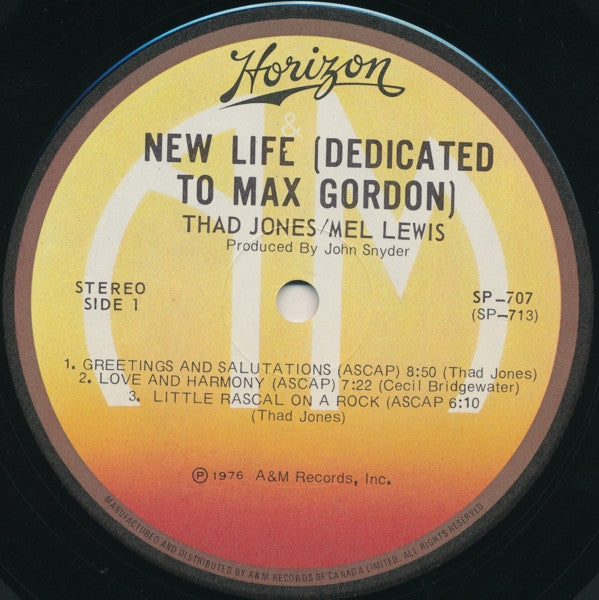 Horizon
&
NEW LIFE (DEDICATED
TO MAX GORDON)
THAD JONES/MEL LEWIS
Produced By John Snyder
STEREO
SIDE 1
SP-707
(SP-713)
1. GREETINGS AND SALUTATIONS (ASCAP) 8:50 (Thad Jones)
2. LOVE AND HARMONY (ASCAP) 7:22 (Cecil Bridgewater)
3. LITTLE RASCAL ON A ROCK (ASCAP 6:10
(Thad Jones)
℗ 1976 A&M Records, Inc.
MANUFACTURED AND DISTRIBUTED BY A&M RECORDS OF CANADA LIMITED. ALL RIGHTS RESERVED
AM